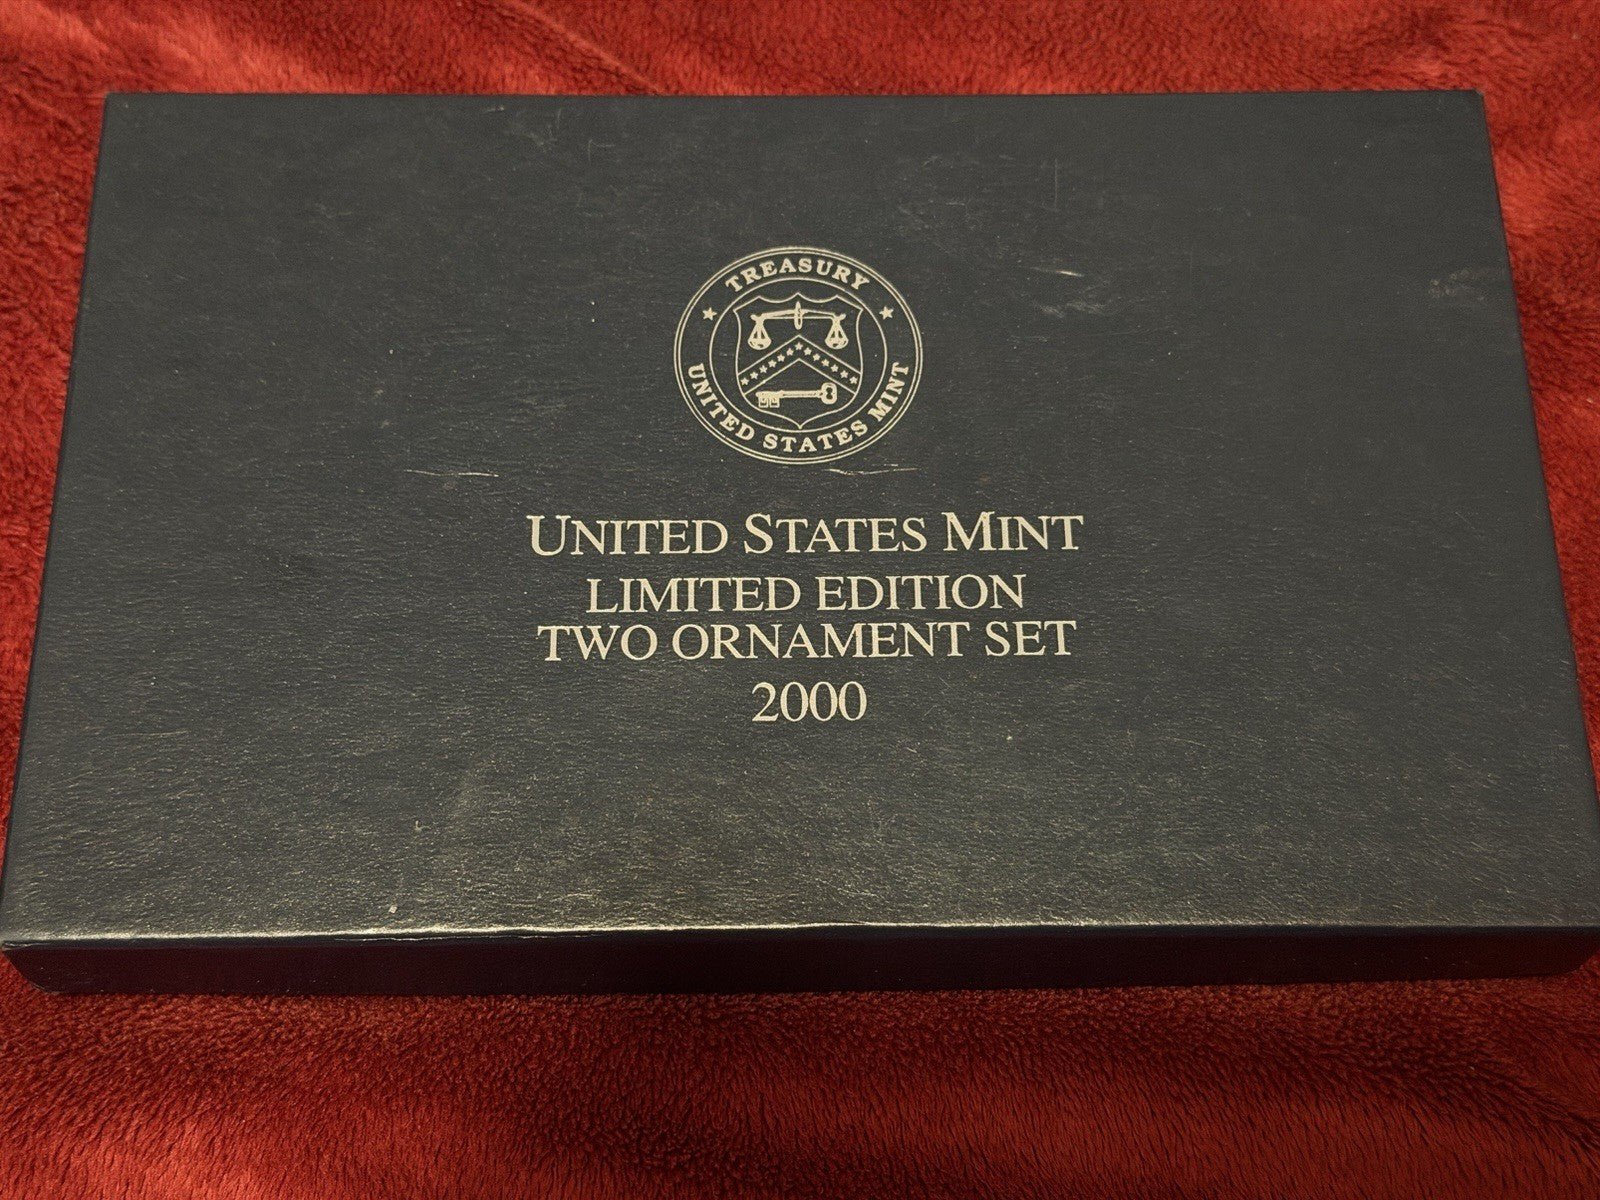 TREASURY
UNITED STATES MINT
UNITED STATES MINT
LIMITED EDITION
TWO ORNAMENT SET
2000